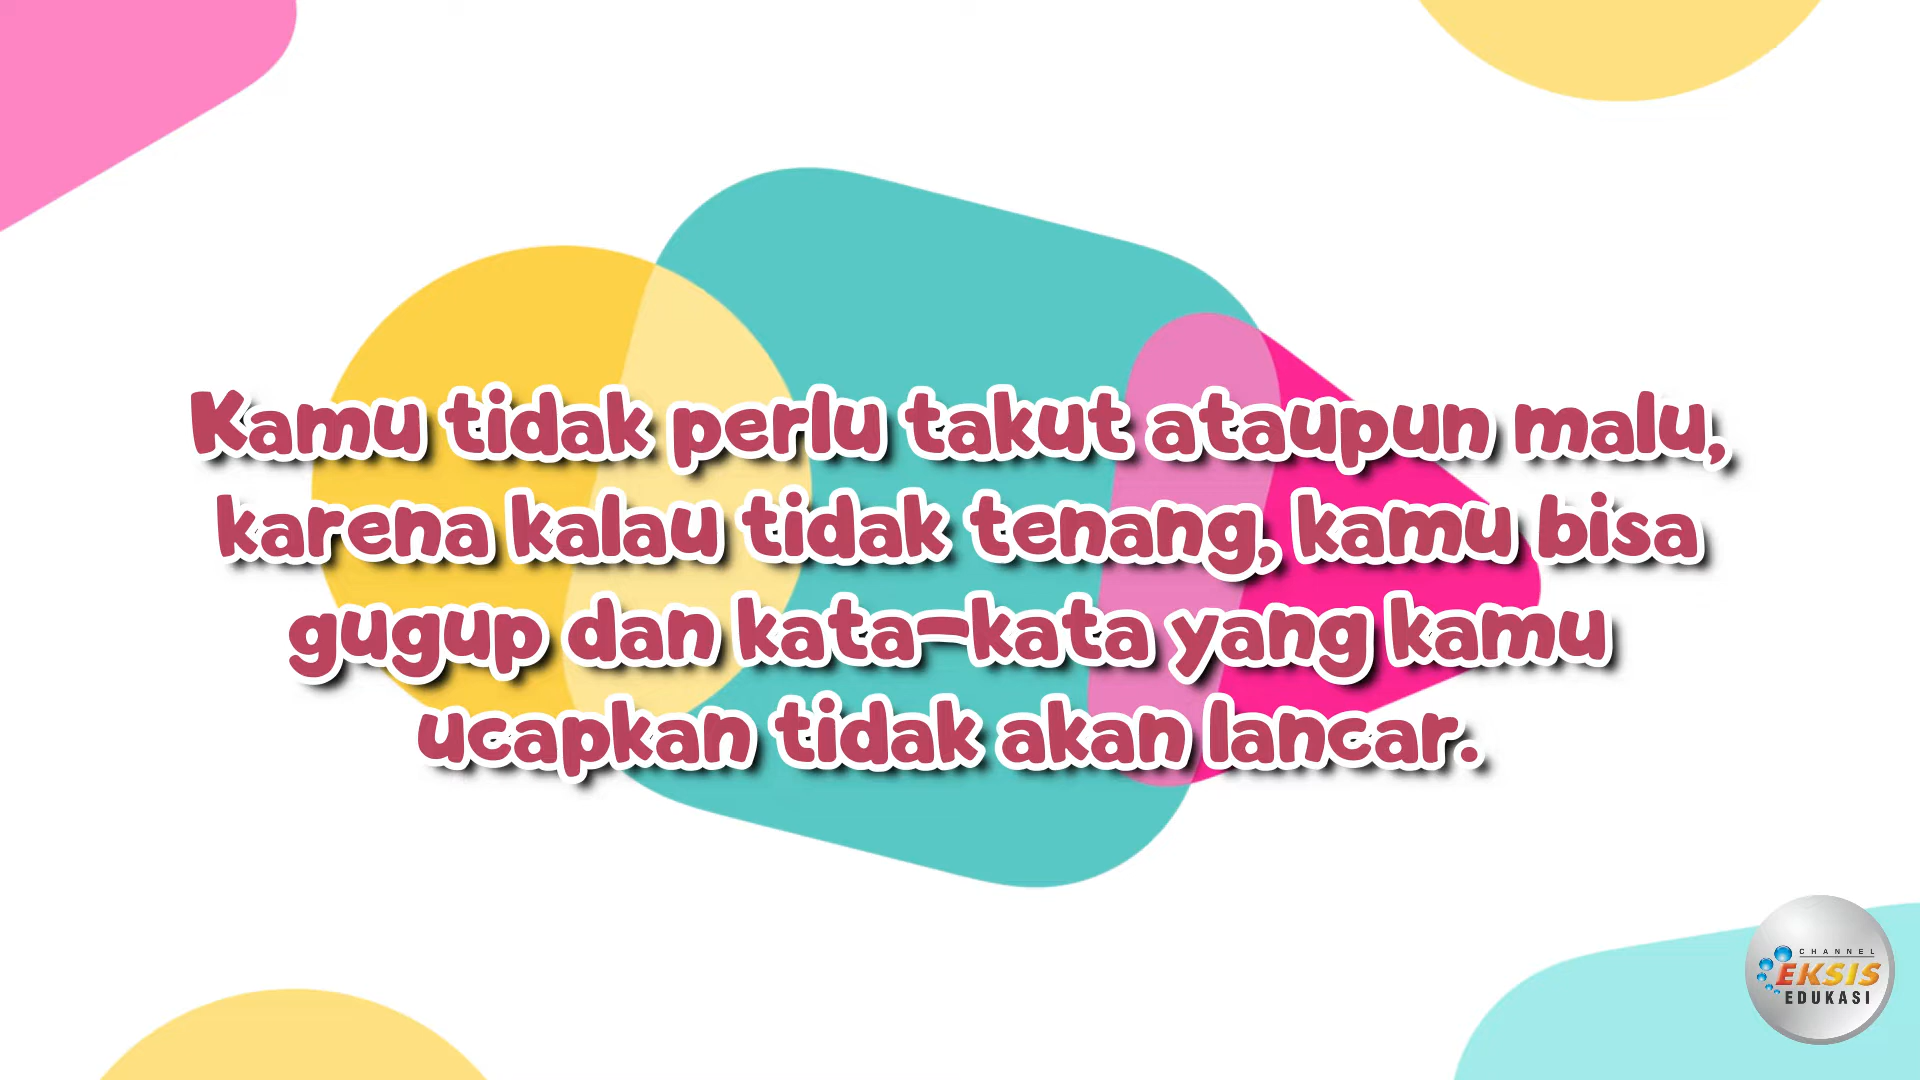 Kamu tidak perlu takut ataupun malu,
karena kalau tidak tenang, kamu bisa
gugup dan kata-kata yang kamu
ucapkan tidak akan lancar.
CHANNEL
EKSIS
EDUKASI